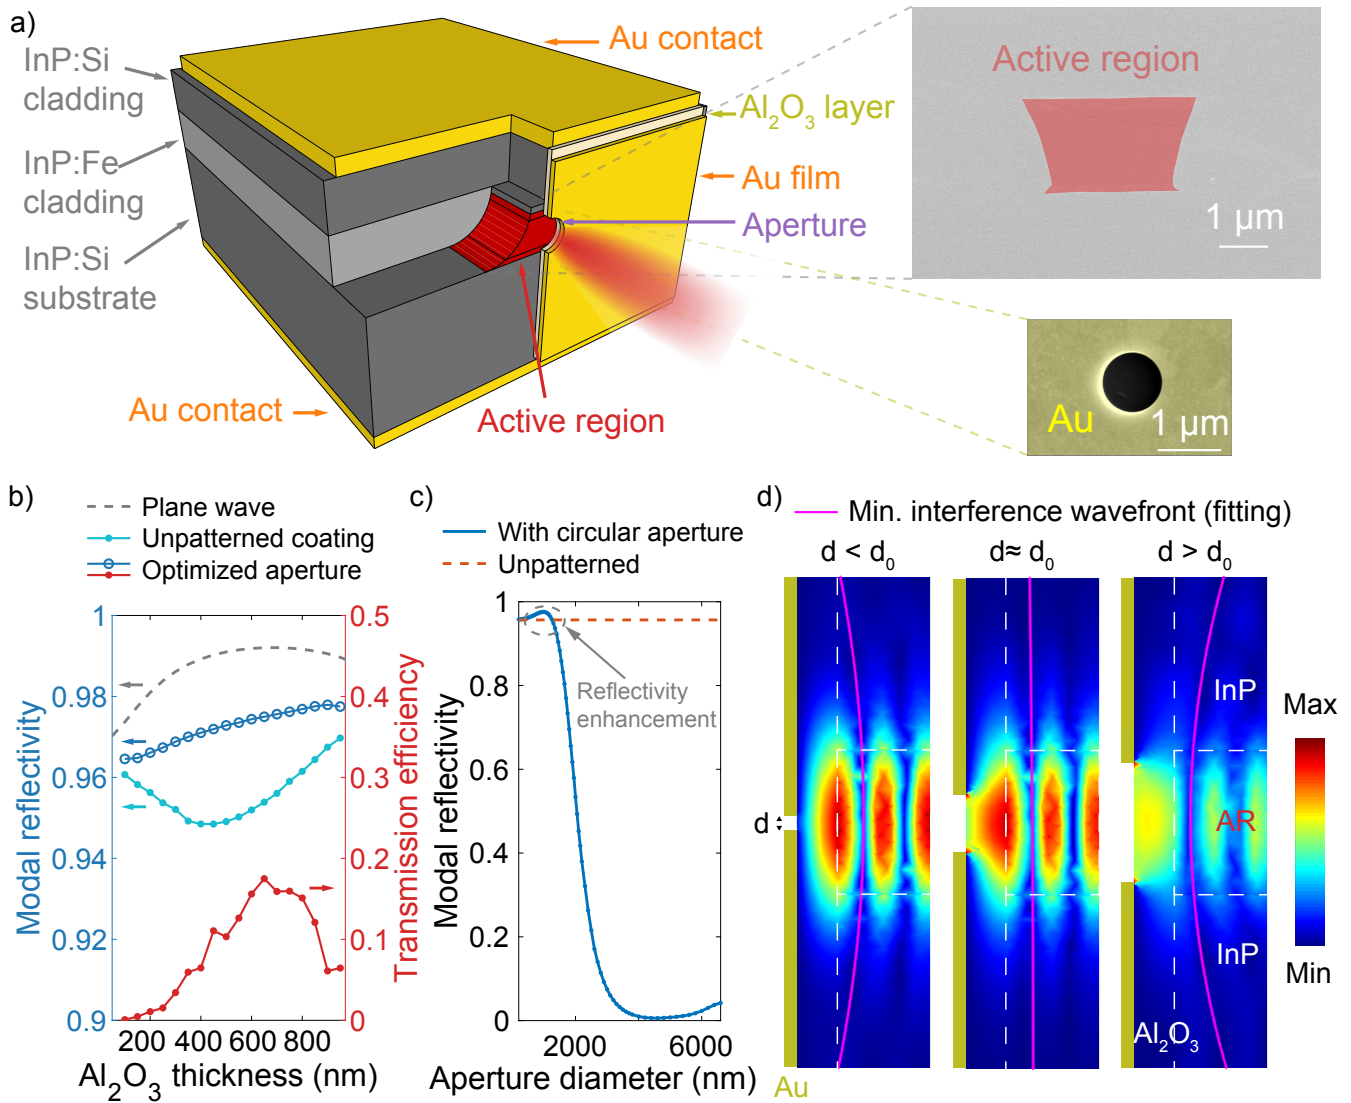 a)
InP:Si
cladding
InP:Fe
cladding
InP:Si
substrate
Au contact
Al₂O₃ layer
Au film
Aperture
Au contact
Active region
Active region
1 µm
Au
1 µm
b)
Plane wave
Unpatterned coating
Optimized aperture
1
0.98
0.96
0.94
0.92
0.9
Modal reflectivity
0.5
0.4
0.3
0.2
0.1
0
Transmission efficiency
200 400 600 800
Al₂O₃ thickness (nm)
c)
With circular aperture
Unpatterned
1
0.8
0.6
0.4
0.2
0
Modal reflectivity
Reflectivity
enhancement
2000 6000
Aperture diameter (nm)
d)
Min. interference wavefront (fitting)
d < d₀
d≈ d₀
d > d₀
d
InP
AR
InP
Al₂O₃
Au
Max
Min